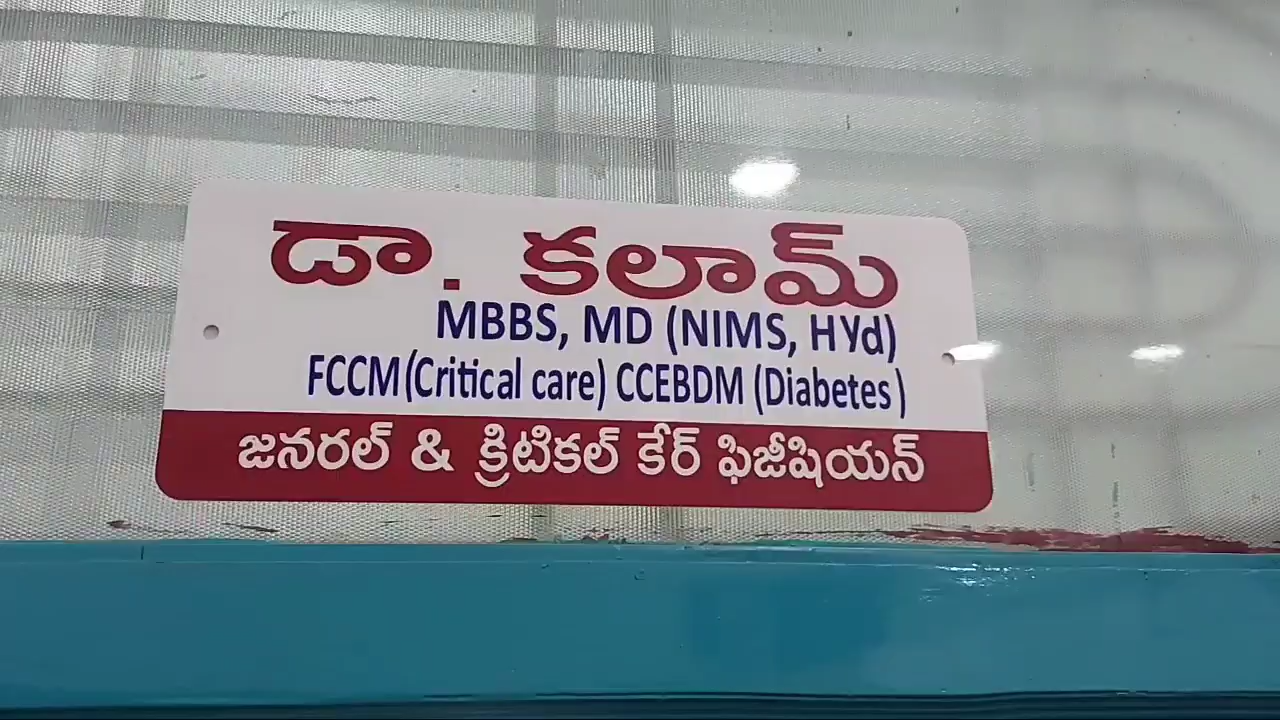 డా. కలామ్
MBBS, MD (NIMS, HYd)
FCCM(Critical care) CCEBDM (Diabetes)
జనరల్ & క్రిటికల్ కేర్ ఫిజీషియన్